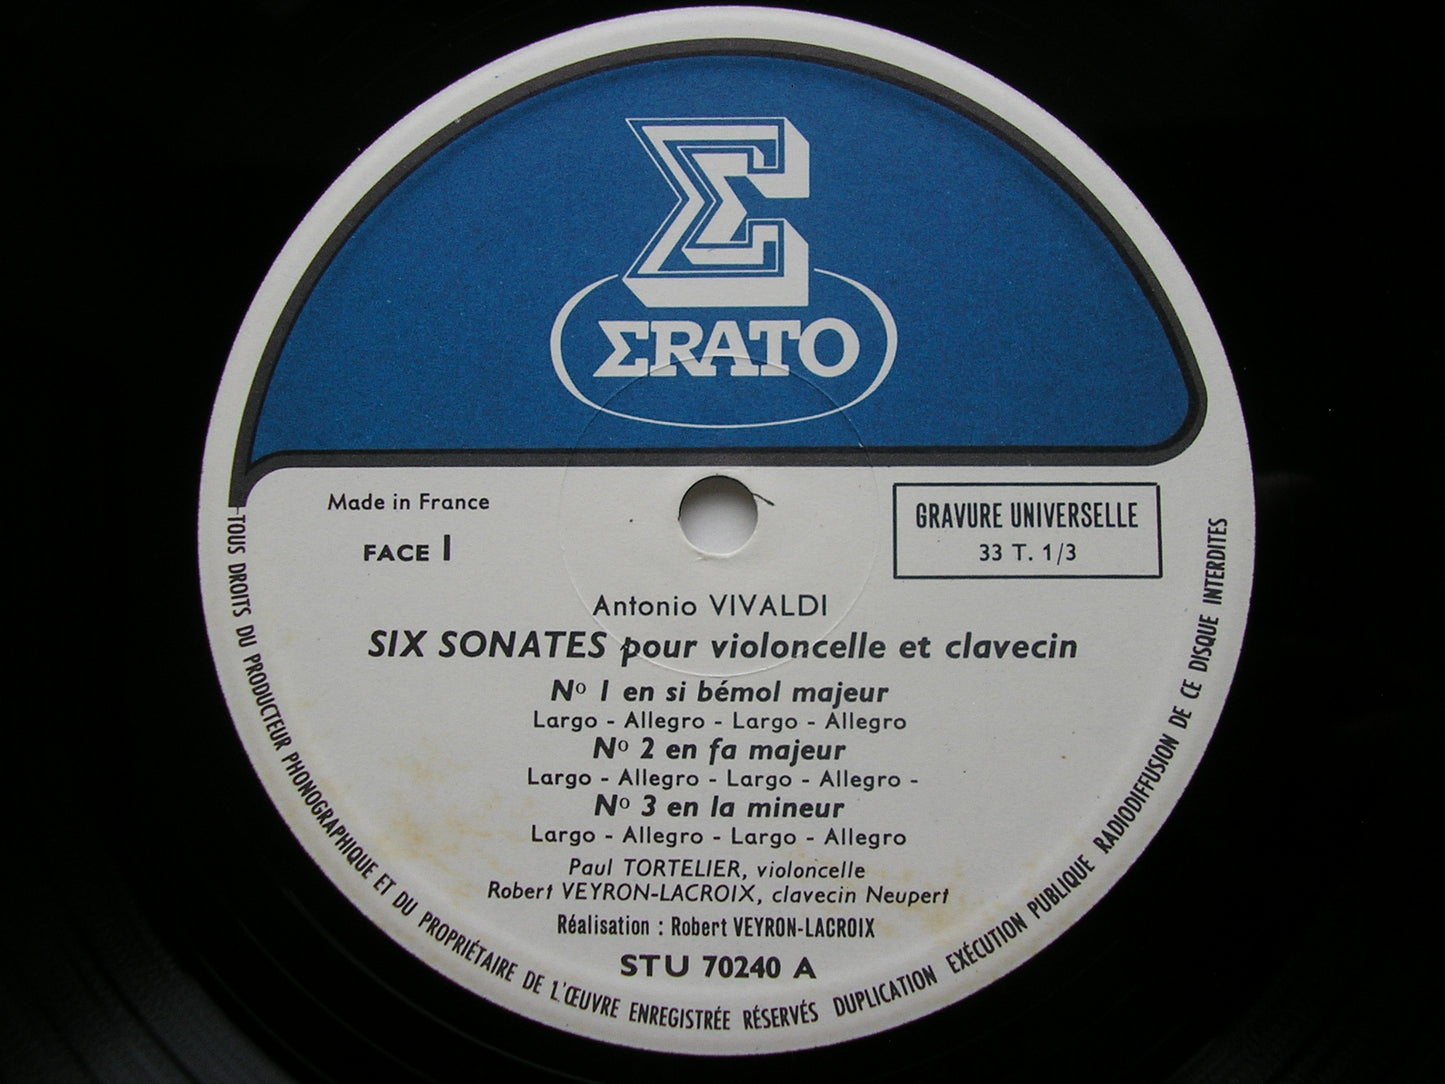 ΣRATO
Made in France
FACE 1
GRAVURE UNIVERSELLE
33 T. 1/3
Antonio VIVALDI
SIX SONATES pour violoncelle et clavecin
No 1 en si bémol majeur
Largo - Allegro - Largo - Allegro
No 2 en fa majeur
Largo - Allegro - Largo - Allegro -
No 3 en la mineur
Largo - Allegro - Largo - Allegro
Paul TORTELIER, violoncelle
Robert VEYRON-LACROIX, clavecin Neupert
Réalisation : Robert VEYRON-LACROIX
STU 70240 A
TOUS DROITS DU PRODUCTEUR PHONOGRAPHIQUE ET DU PROPRIÉTAIRE DE L'ŒUVRE ENREGISTRÉE RÉSERVÉS DUPLICATION EXÉCUTION PUBLIQUE RADIODIFFUSION DE CE DISQUE INTERDITES